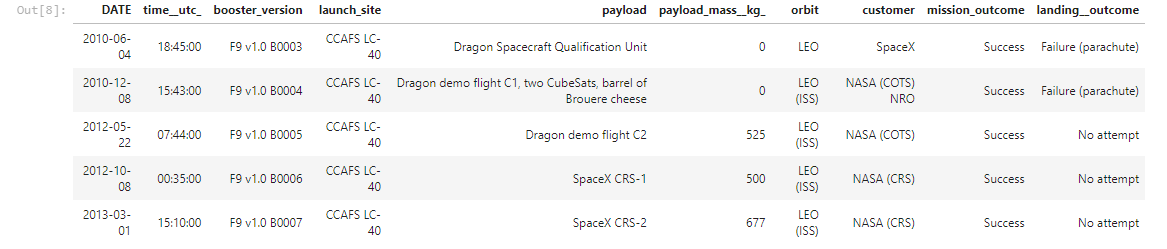 Out[8]: DATE time__utc_ booster_version launch_site payload payload_mass__kg_ orbit customer mission_outcome landing__outcome
2010-06-04 18:45:00 F9 v1.0 B0003 CCAFS LC-40 Dragon Spacecraft Qualification Unit 0 LEO SpaceX Success Failure (parachute)
2010-12-08 15:43:00 F9 v1.0 B0004 CCAFS LC-40 Dragon demo flight C1, two CubeSats, barrel of Brouere cheese 0 LEO (ISS) NASA (COTS) NRO Success Failure (parachute)
2012-05-22 07:44:00 F9 v1.0 B0005 CCAFS LC-40 Dragon demo flight C2 525 LEO (ISS) NASA (COTS) Success No attempt
2012-10-08 00:35:00 F9 v1.0 B0006 CCAFS LC-40 SpaceX CRS-1 500 LEO (ISS) NASA (CRS) Success No attempt
2013-03-01 15:10:00 F9 v1.0 B0007 CCAFS LC-40 SpaceX CRS-2 677 LEO (ISS) NASA (CRS) Success No attempt